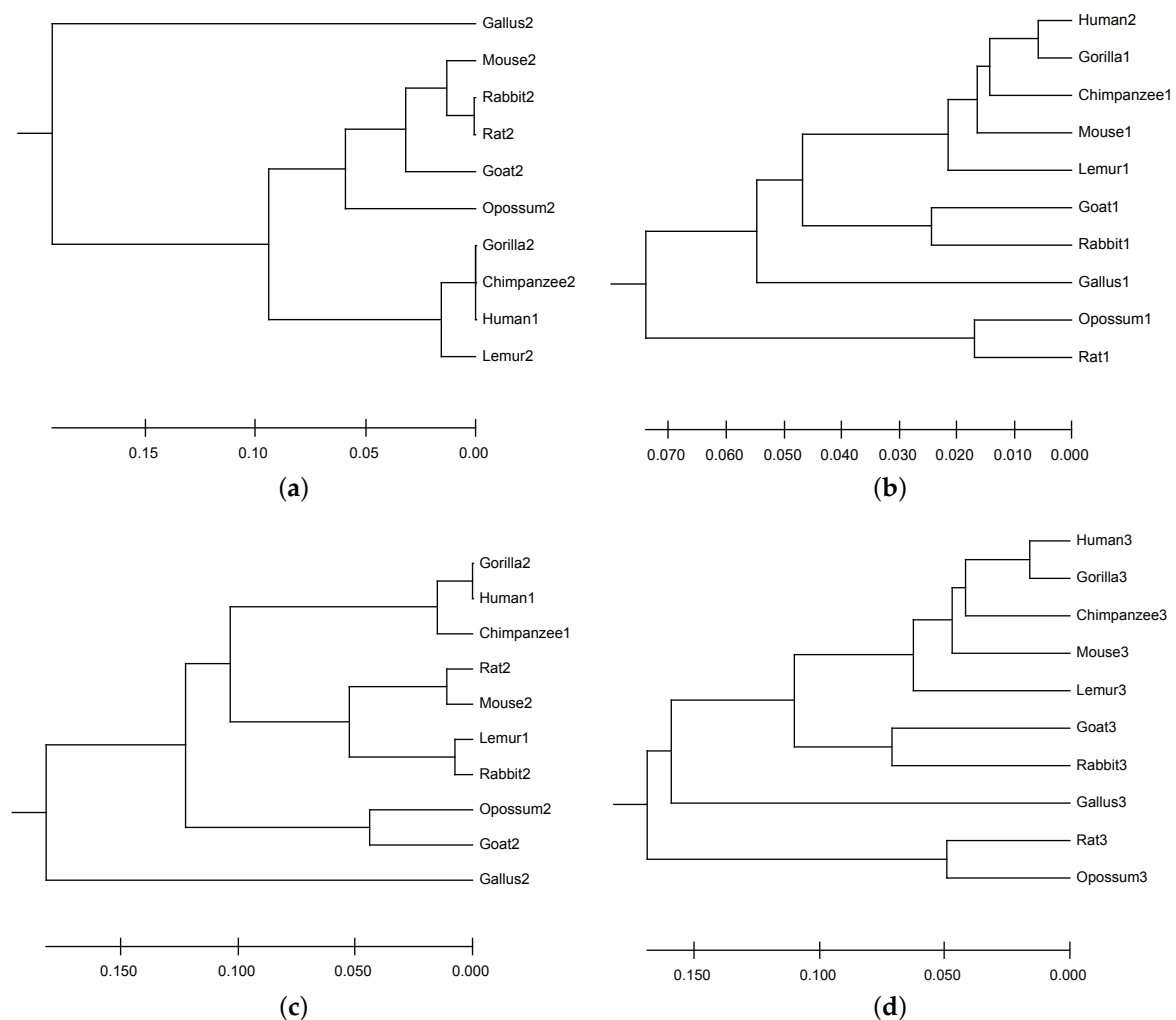 Gallus2
Mouse2
Rabbit2
Rat2
Goat2
Opossum2
Gorilla2
Chimpanzee2
Human1
Lemur2
0.15 0.10 0.05 0.00
(a)
Human2
Gorilla1
Chimpanzee1
Mouse1
Lemur1
Goat1
Rabbit1
Gallus1
Opossum1
Rat1
0.070 0.060 0.050 0.040 0.030 0.020 0.010 0.000
(b)
Gorilla2
Human1
Chimpanzee1
Rat2
Mouse2
Lemur1
Rabbit2
Opossum2
Goat2
Gallus2
0.150 0.100 0.050 0.000
(c)
Human3
Gorilla3
Chimpanzee3
Mouse3
Lemur3
Goat3
Rabbit3
Gallus3
Rat3
Opossum3
0.150 0.100 0.050 0.000
(d)